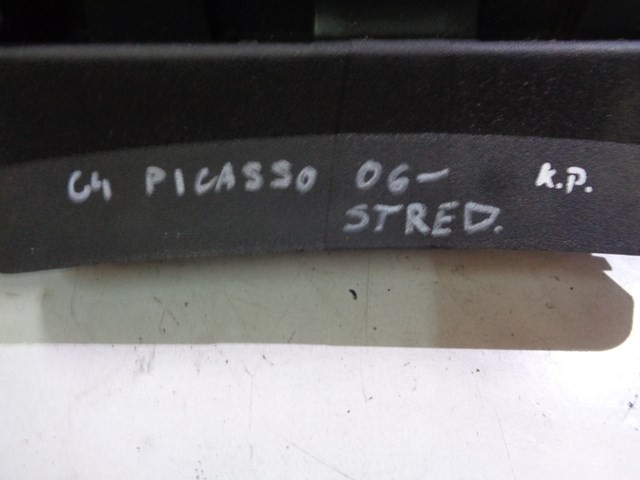 C4 PICASSO 06- K.P.
STRED.